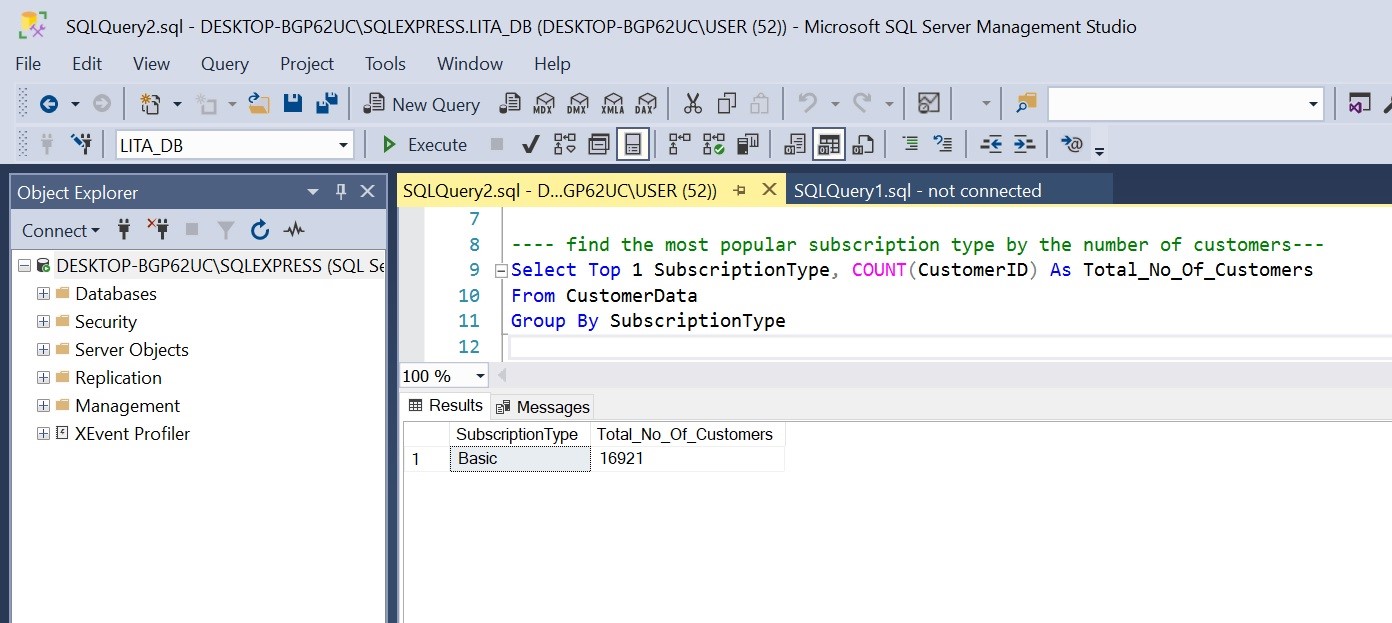 SQLQuery2.sql - DESKTOP-BGP62UC\SQLEXPRESS.LITA_DB (DESKTOP-BGP62UC\USER (52)) - Microsoft SQL Server Management Studio
File Edit View Query Project Tools Window Help
New Query MDX DMX XMLA DAX
LITA_DB Execute
Object Explorer
Connect
DESKTOP-BGP62UC\SQLEXPRESS (SQL Se
Databases
Security
Server Objects
Replication
Management
XEvent Profiler
SQLQuery2.sql - D...GP62UC\USER (52)) SQLQuery1.sql - not connected
7
8 ---- find the most popular subscription type by the number of customers---
9 Select Top 1 SubscriptionType, COUNT(CustomerID) As Total_No_Of_Customers
10 From CustomerData
11 Group By SubscriptionType
12
100 %
Results Messages
SubscriptionType Total_No_Of_Customers
1 Basic 16921